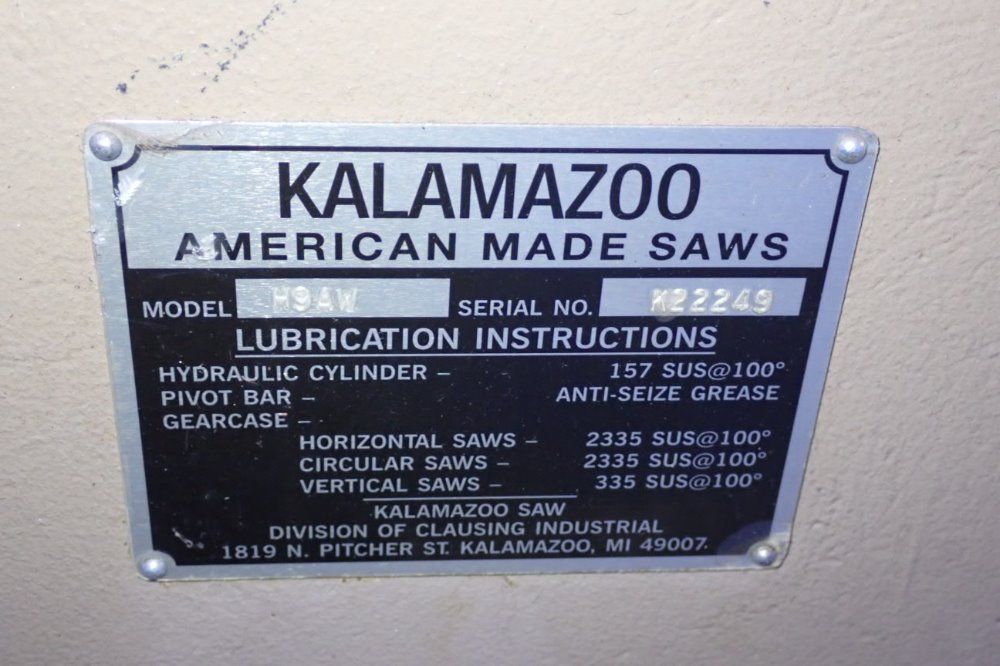 KALAMAZOO
AMERICAN MADE SAWS
MODEL H9AW SERIAL NO. K22249
LUBRICATION INSTRUCTIONS
HYDRAULIC CYLINDER – 157 SUS@100°
PIVOT BAR – ANTI-SEIZE GREASE
GEARCASE –
HORIZONTAL SAWS – 2335 SUS@100°
CIRCULAR SAWS – 2335 SUS@100°
VERTICAL SAWS – 335 SUS@100°
KALAMAZOO SAW
DIVISION OF CLAUSING INDUSTRIAL
1819 N. PITCHER ST. KALAMAZOO, MI 49007.